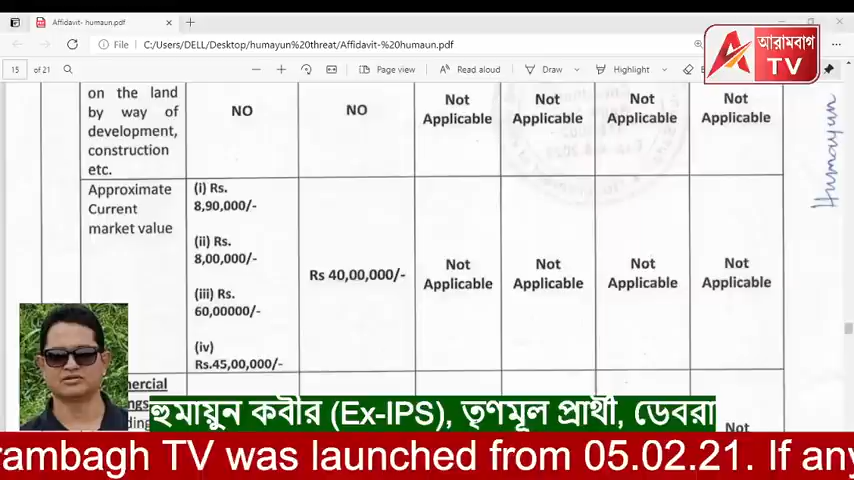 Affidavit- humaun.pdf
File
C:/Users/DELL/Desktop/humayun%20threat/Affidavit-%20humaun.pdf
15 of 21
Page view
Read aloud
Draw
Highlight
Erase
আরামবাগ
TV
on the land
by way of
development,
construction
etc.
NO
NO
Not
Applicable
Not
Applicable
Not
Applicable
Not
Applicable
Humayun
Approximate
Current
market value
(i) Rs.
8,90,000/-
(ii) Rs.
8,00,000/-
(iii) Rs.
60,00000/-
(iv)
Rs.45,00,000/-
Rs 40,00,000/-
Not
Applicable
Not
Applicable
Not
Applicable
Not
Applicable
Not
হুমায়ুন কবীর (Ex-IPS), তৃণমূল প্রার্থী, ডেবরা
rambagh TV was launched from 05.02.21. If any